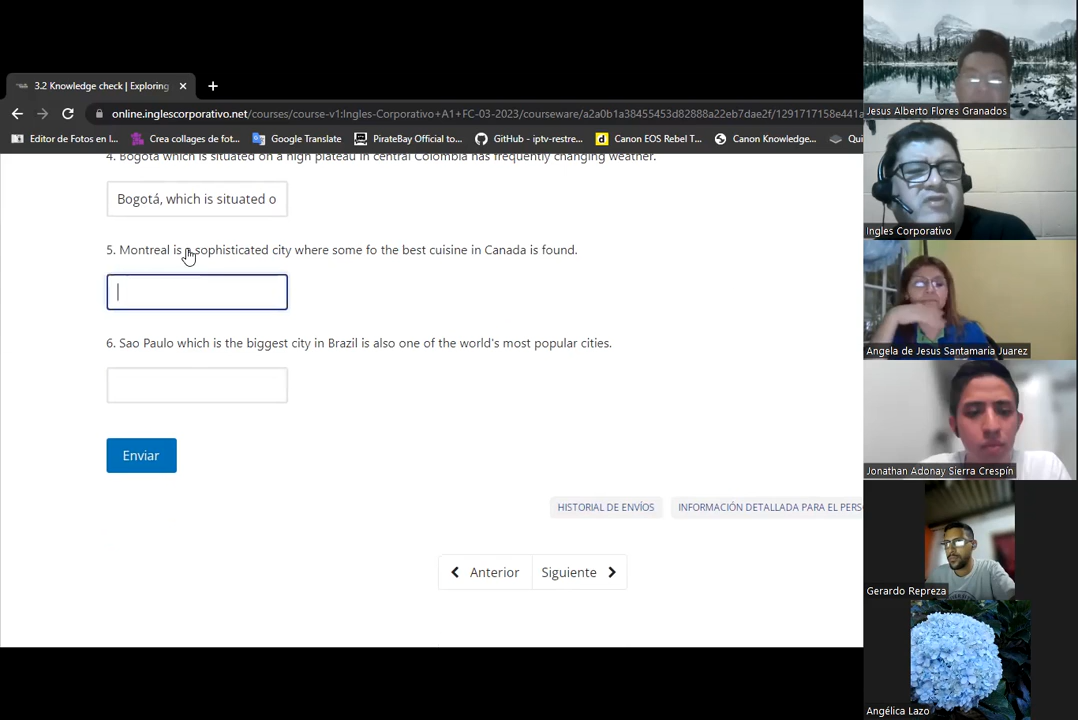 3.2 Knowledge check | Exploring
online.inglescorporativo.net/courses/course-v1:Ingles-Corporativo+A1+FC-03-2023/courseware/a2a0b1a38455453d82888a22eb7dae2f/1291717158e441a
Editor de Fotos en l...
Crea collages de fot...
Google Translate
PirateBay Official to...
GitHub - iptv-restre...
Canon EOS Rebel T...
Canon Knowledge...
Qui
4. Bogotá which is situated on a high plateau in central Colombia has frequently changing weather.
Bogotá, which is situated o
5. Montreal is a sophisticated city where some fo the best cuisine in Canada is found.
6. Sao Paulo which is the biggest city in Brazil is also one of the world's most popular cities.
Enviar
HISTORIAL DE ENVÍOS
INFORMACIÓN DETALLADA PARA EL PERS
Anterior
Siguiente
Jesus Alberto Flores Granados
Ingles Corporativo
Angela de Jesus Santamaria Juarez
Jonathan Adonay Sierra Crespín
Gerardo Repreza
Angélica Lazo